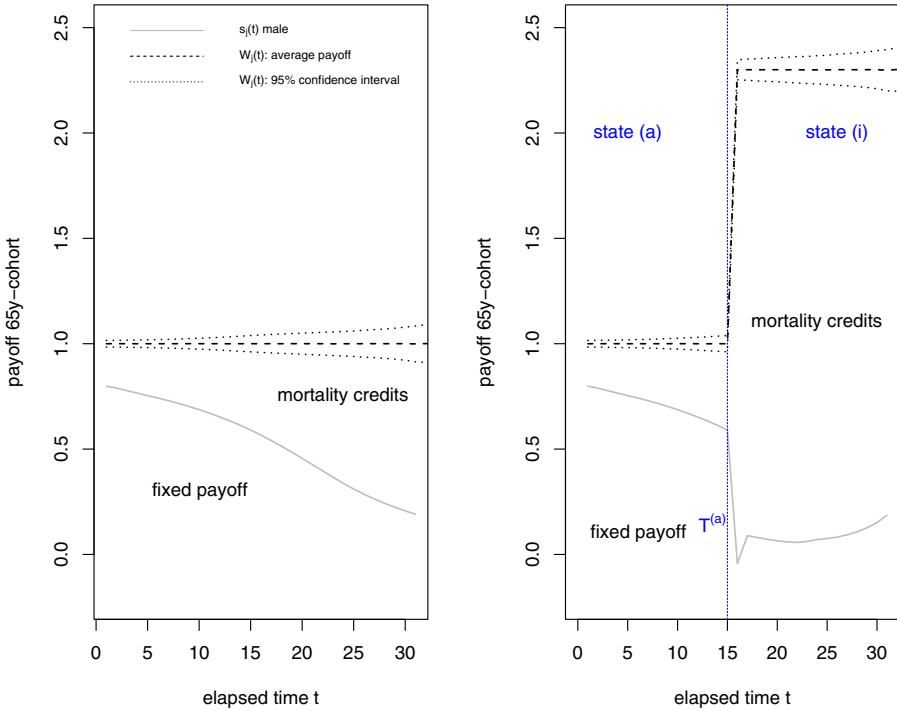 s_j(t) male
W_j(t): average payoff
W_j(t): 95% confidence interval
mortality credits
fixed payoff
payoff 65y−cohort
0.0 0.5 1.0 1.5 2.0 2.5
0 5 10 15 20 25 30
elapsed time t
state (a)
state (i)
mortality credits
fixed payoff
T^(a)
payoff 65y−cohort
0.0 0.5 1.0 1.5 2.0 2.5
0 5 10 15 20 25 30
elapsed time t